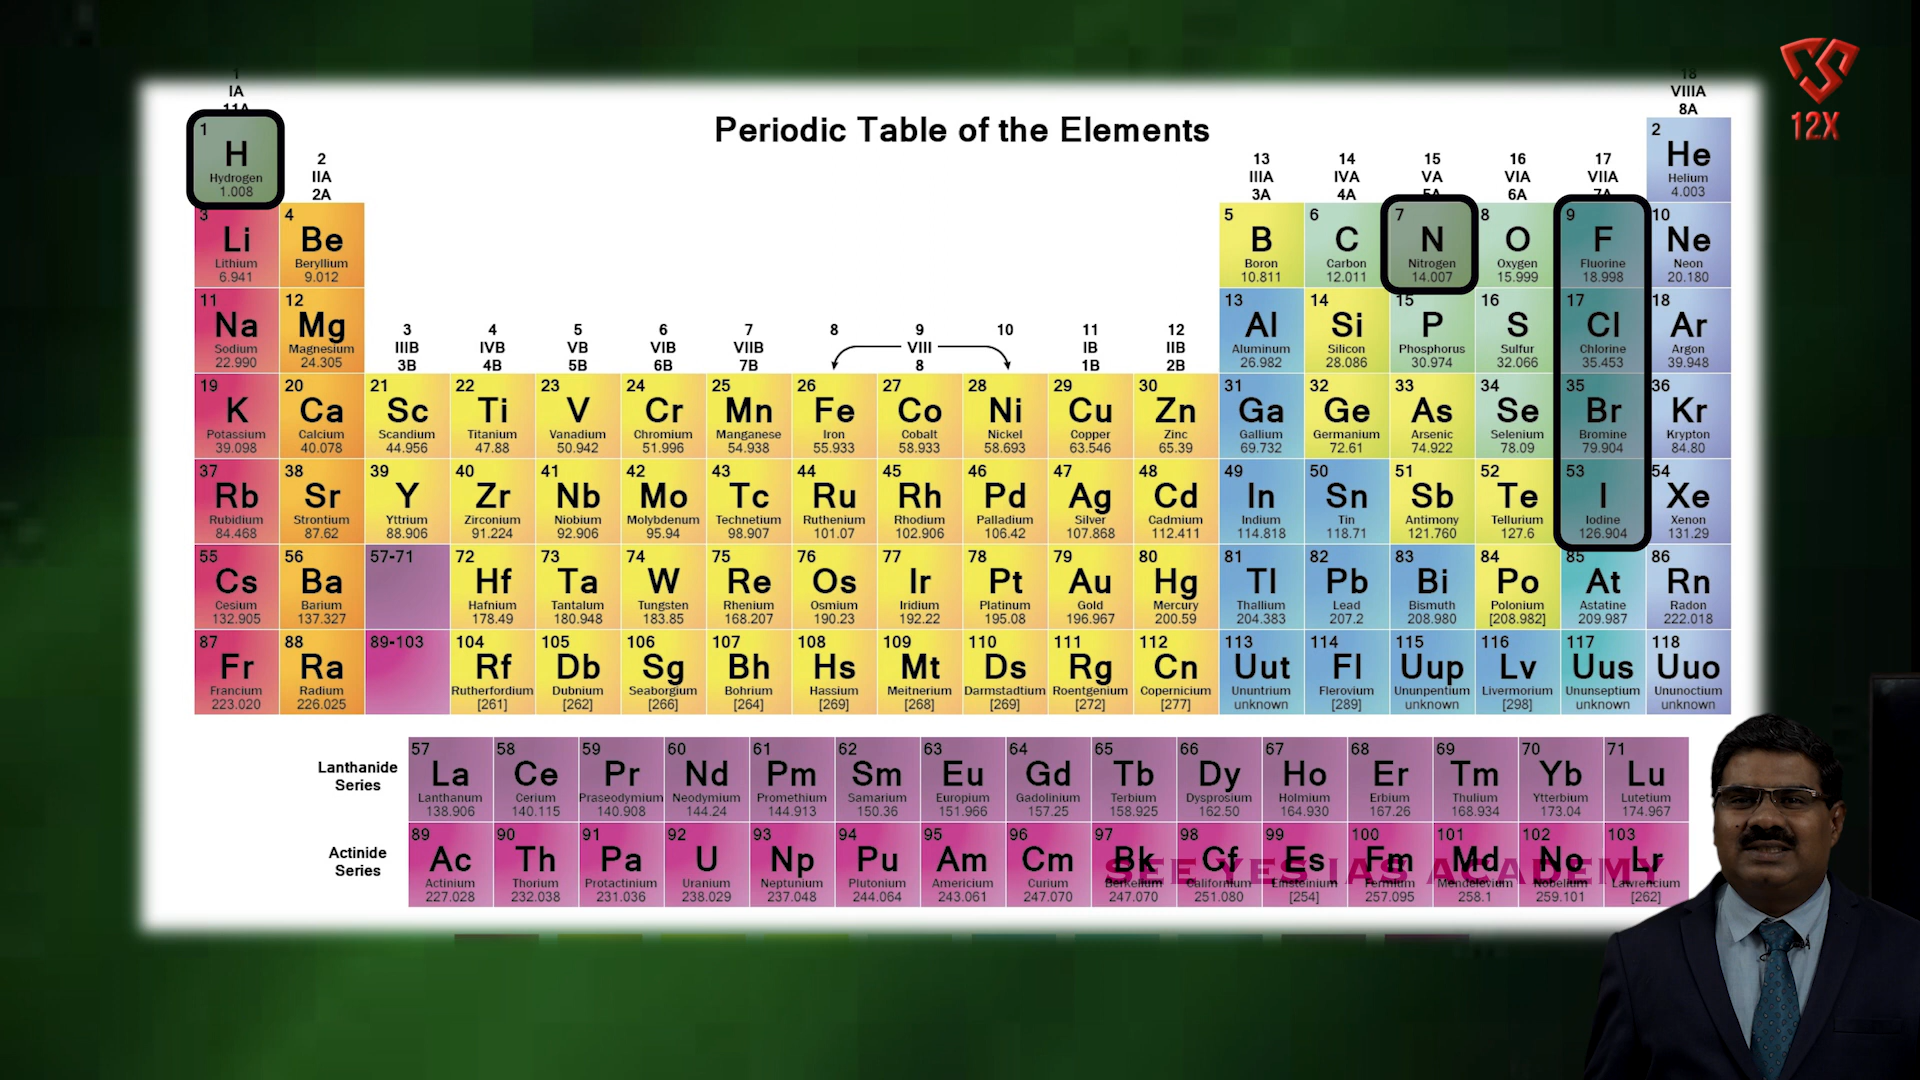 1
IA
11A
18
VIIIA
8A
12X
Periodic Table of the Elements
1
H
Hydrogen
1.008
2
IIA
2A
13
IIIA
3A
14
IVA
4A
15
VA
5A
16
VIA
6A
17
VIIA
7A
2
He
Helium
4.003
3
Li
Lithium
6.941
4
Be
Beryllium
9.012
5
B
Boron
10.811
6
C
Carbon
12.011
7
N
Nitrogen
14.007
8
O
Oxygen
15.999
9
F
Fluorine
18.998
10
Ne
Neon
20.180
11
Na
Sodium
22.990
12
Mg
Magnesium
24.305
3
IIIB
3B
4
IVB
4B
5
VB
5B
6
VIB
6B
7
VIIB
7B
8
9
10
VIII
8
11
IB
1B
12
IIB
2B
13
Al
Aluminum
26.982
14
Si
Silicon
28.086
15
P
Phosphorus
30.974
16
S
Sulfur
32.066
17
Cl
Chlorine
35.453
18
Ar
Argon
39.948
19
K
Potassium
39.098
20
Ca
Calcium
40.078
21
Sc
Scandium
44.956
22
Ti
Titanium
47.88
23
V
Vanadium
50.942
24
Cr
Chromium
51.996
25
Mn
Manganese
54.938
26
Fe
Iron
55.933
27
Co
Cobalt
58.933
28
Ni
Nickel
58.693
29
Cu
Copper
63.546
30
Zn
Zinc
65.39
31
Ga
Gallium
69.732
32
Ge
Germanium
72.61
33
As
Arsenic
74.922
34
Se
Selenium
78.09
35
Br
Bromine
79.904
36
Kr
Krypton
84.80
37
Rb
Rubidium
84.468
38
Sr
Strontium
87.62
39
Y
Yttrium
88.906
40
Zr
Zirconium
91.224
41
Nb
Niobium
92.906
42
Mo
Molybdenum
95.94
43
Tc
Technetium
98.907
44
Ru
Ruthenium
101.07
45
Rh
Rhodium
102.906
46
Pd
Palladium
106.42
47
Ag
Silver
107.868
48
Cd
Cadmium
112.411
49
In
Indium
114.818
50
Sn
Tin
118.71
51
Sb
Antimony
121.760
52
Te
Tellurium
127.6
53
I
Iodine
126.904
54
Xe
Xenon
131.29
55
Cs
Cesium
132.905
56
Ba
Barium
137.327
57-71
72
Hf
Hafnium
178.49
73
Ta
Tantalum
180.948
74
W
Tungsten
183.85
75
Re
Rhenium
168.207
76
Os
Osmium
190.23
77
Ir
Iridium
192.22
78
Pt
Platinum
195.08
79
Au
Gold
196.967
80
Hg
Mercury
200.59
81
Tl
Thallium
204.383
82
Pb
Lead
207.2
83
Bi
Bismuth
208.980
84
Po
Polonium
[208.982]
85
At
Astatine
209.987
86
Rn
Radon
222.018
87
Fr
Francium
223.020
88
Ra
Radium
226.025
89-103
104
Rf
Rutherfordium
[261]
105
Db
Dubnium
[262]
106
Sg
Seaborgium
[266]
107
Bh
Bohrium
[264]
108
Hs
Hassium
[269]
109
Mt
Meitnerium
[268]
110
Ds
Darmstadtium
[269]
111
Rg
Roentgenium
[272]
112
Cn
Copernicium
[277]
113
Uut
Ununtrium
unknown
114
Fl
Flerovium
[289]
115
Uup
Ununpentium
unknown
116
Lv
Livermorium
[298]
117
Uus
Ununseptium
unknown
118
Uuo
Ununoctium
unknown
Lanthanide
Series
57
La
Lanthanum
138.906
58
Ce
Cerium
140.115
59
Pr
Praseodymium
140.908
60
Nd
Neodymium
144.24
61
Pm
Promethium
144.913
62
Sm
Samarium
150.36
63
Eu
Europium
151.966
64
Gd
Gadolinium
157.25
65
Tb
Terbium
158.925
66
Dy
Dysprosium
162.50
67
Ho
Holmium
164.930
68
Er
Erbium
167.26
69
Tm
Thulium
168.934
70
Yb
Ytterbium
173.04
71
Lu
Lutetium
174.967
Actinide
Series
89
Ac
Actinium
227.028
90
Th
Thorium
232.038
91
Pa
Protactinium
231.036
92
U
Uranium
238.029
93
Np
Neptunium
237.048
94
Pu
Plutonium
244.064
95
Am
Americium
243.061
96
Cm
Curium
247.070
97
Bk
Berkelium
247.070
98
Cf
Californium
251.080
99
Es
Einsteinium
[254]
100
Fm
Fermium
257.095
101
Md
Mendelevium
258.1
102
No
Nobelium
259.101
103
Lr
Lawrencium
[262]
SEE YES IAS ACADEMY